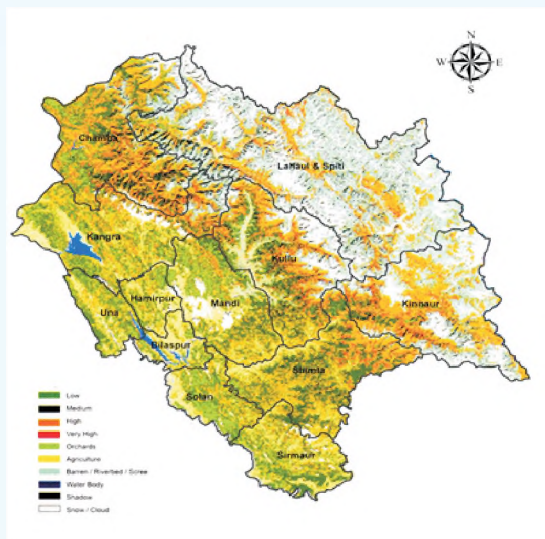 N
W E
S
Chamba
Lahaul & Spiti
Kangra
Kullu
Kinnaur
Hamirpur
Mandi
Una
Bilaspur
Shimla
Solan
Sirmaur
Low
Medium
High
Very High
Orchards
Agriculture
Barren / Riverbed / Scree
Water Body
Shadow
Snow / Cloud